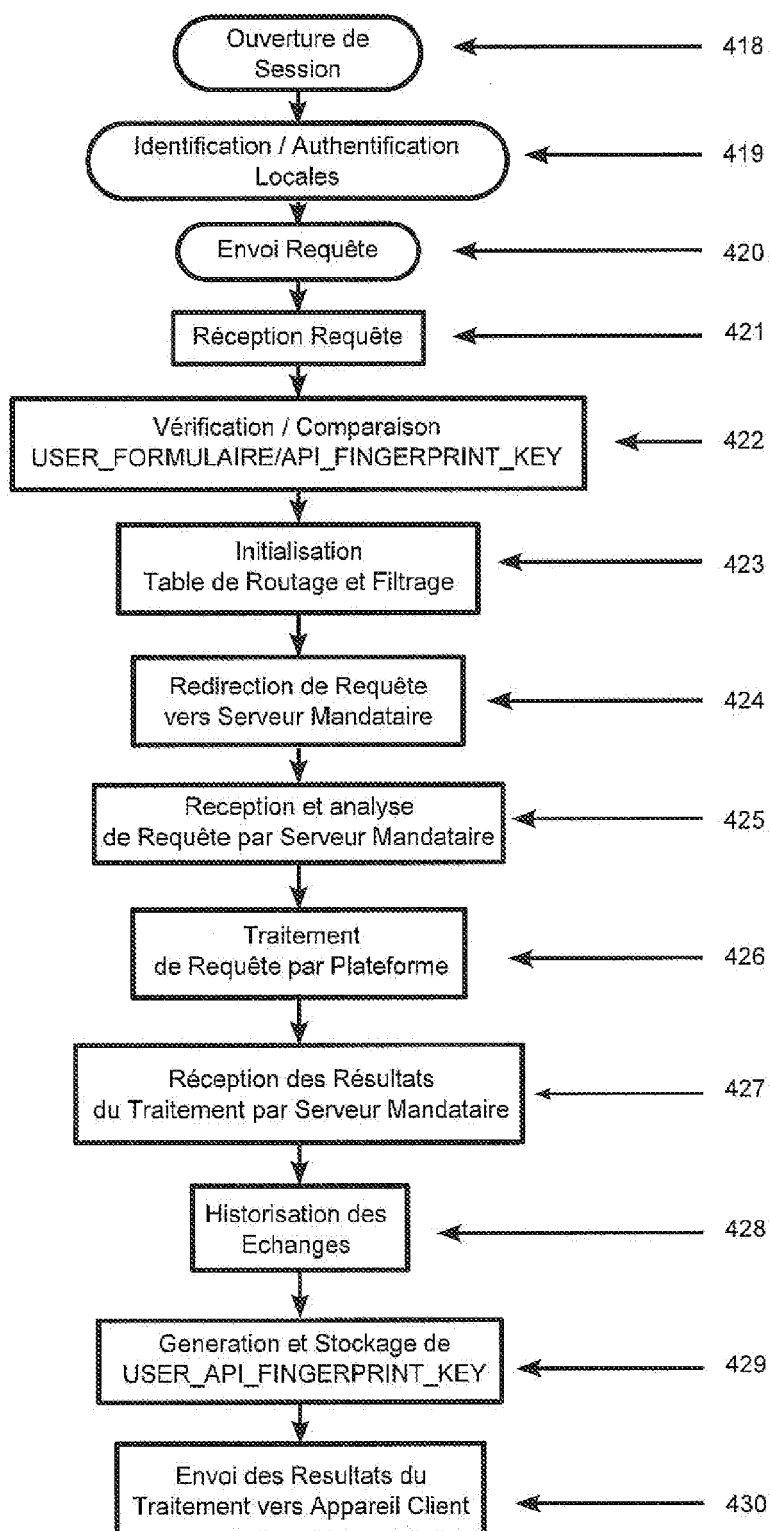 Ouverture de
Session
418
Identification / Authentification
Locales
419
Envoi Requête
420
Réception Requête
421
Vérification / Comparaison
USER_FORMULAIRE/API_FINGERPRINT_KEY
422
Initialisation
Table de Routage et Filtrage
423
Redirection de Requête
vers Serveur Mandataire
424
Reception et analyse
de Requête par Serveur Mandataire
425
Traitement
de Requête par Plateforme
426
Réception des Résultats
du Traitement par Serveur Mandataire
427
Historisation des
Echanges
428
Generation et Stockage de
USER_API_FINGERPRINT_KEY
429
Envoi des Resultats du
Traitement vers Appareil Client
430